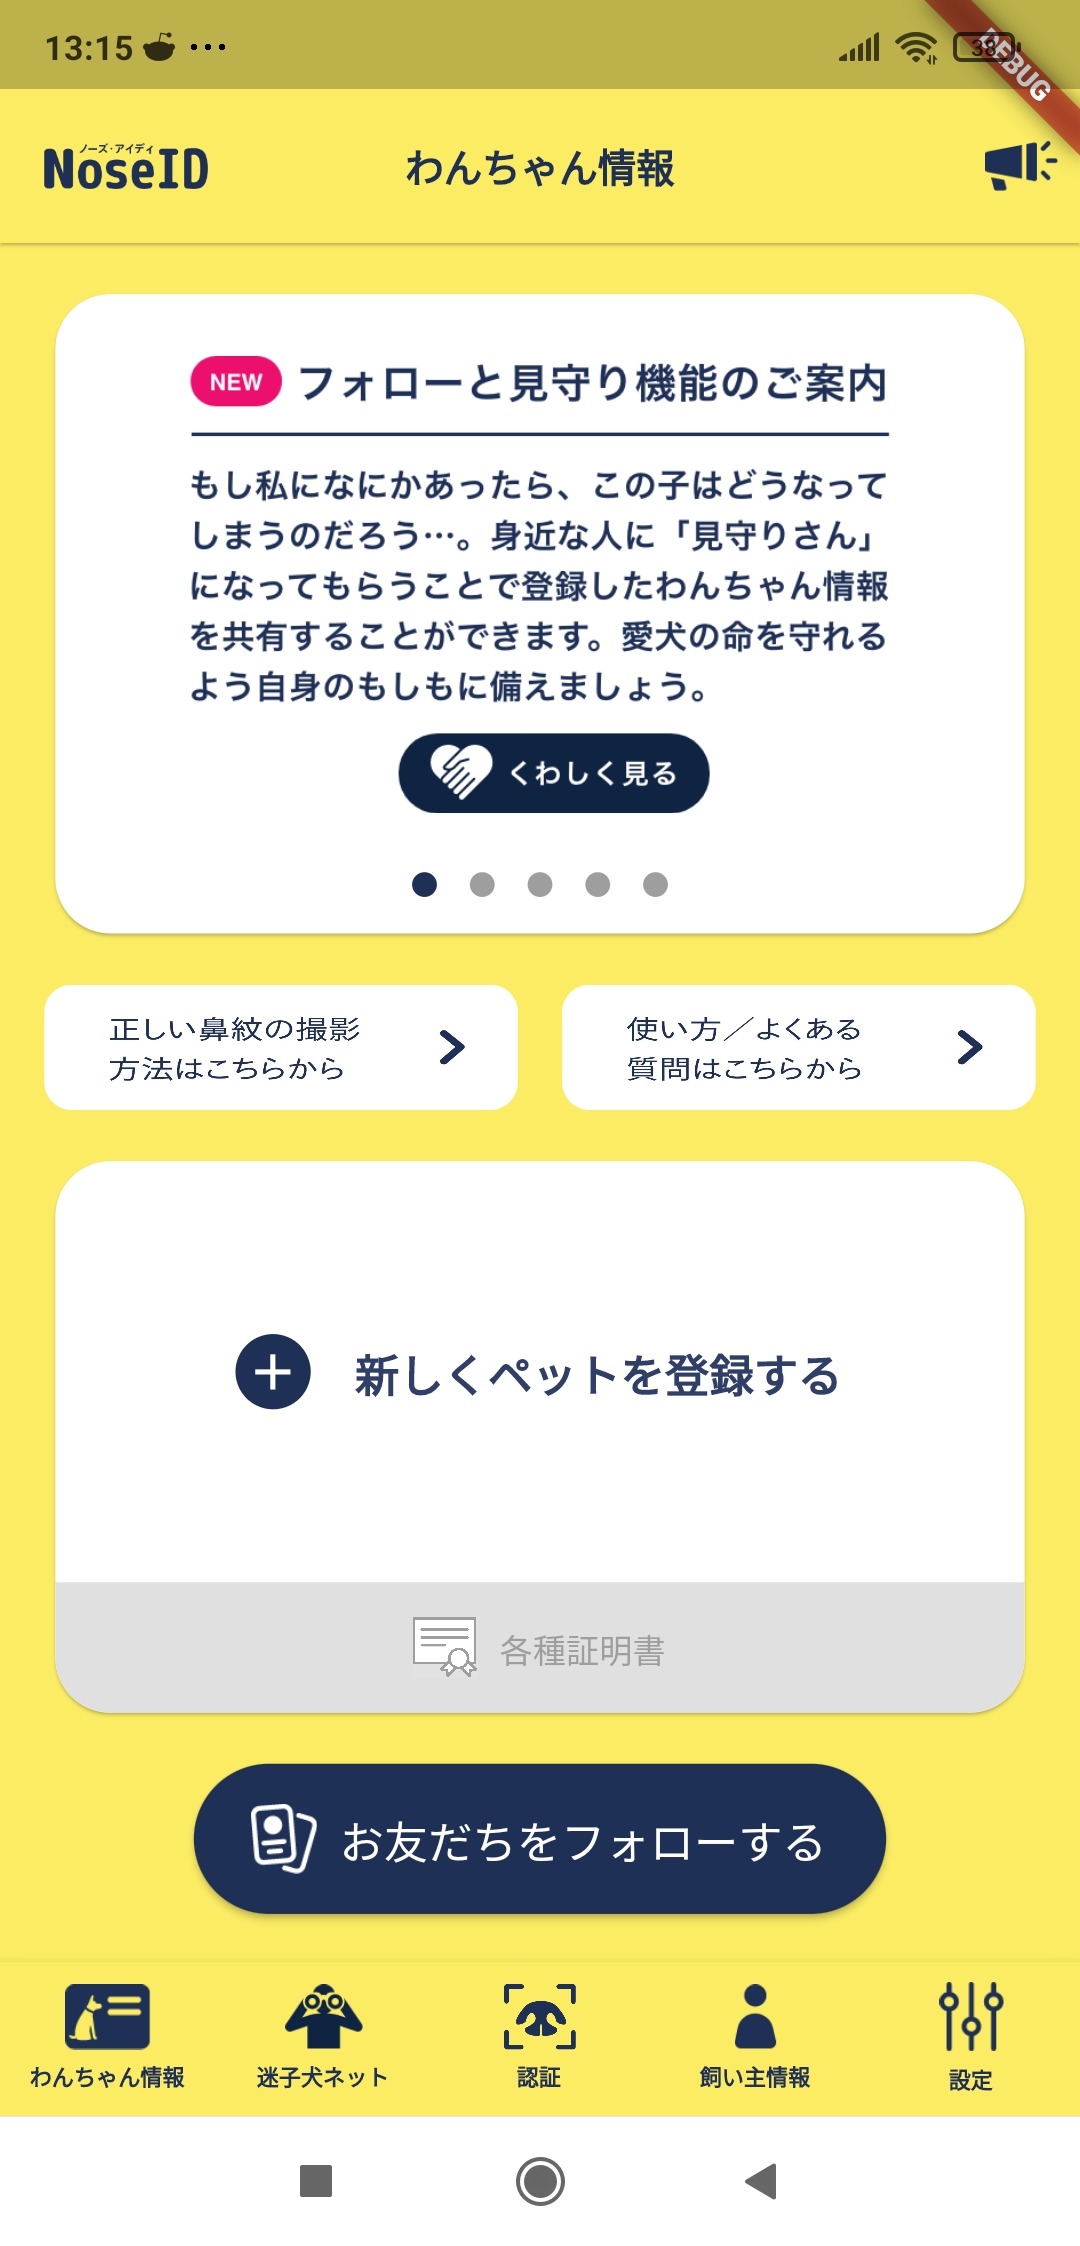 13:15
38
DEBUG
ノーズ・アイディ
NoseID
わんちゃん情報
NEW フォローと見守り機能のご案内
もし私になにかあったら、この子はどうなって
しまうのだろう…。身近な人に「見守りさん」
になってもらうことで登録したわんちゃん情報
を共有することができます。愛犬の命を守れる
よう自身のもしもに備えましょう。
くわしく見る
正しい鼻紋の撮影
方法はこちらから
使い方／よくある
質問はこちらから
新しくペットを登録する
各種証明書
お友だちをフォローする
わんちゃん情報
迷子犬ネット
認証
飼い主情報
設定